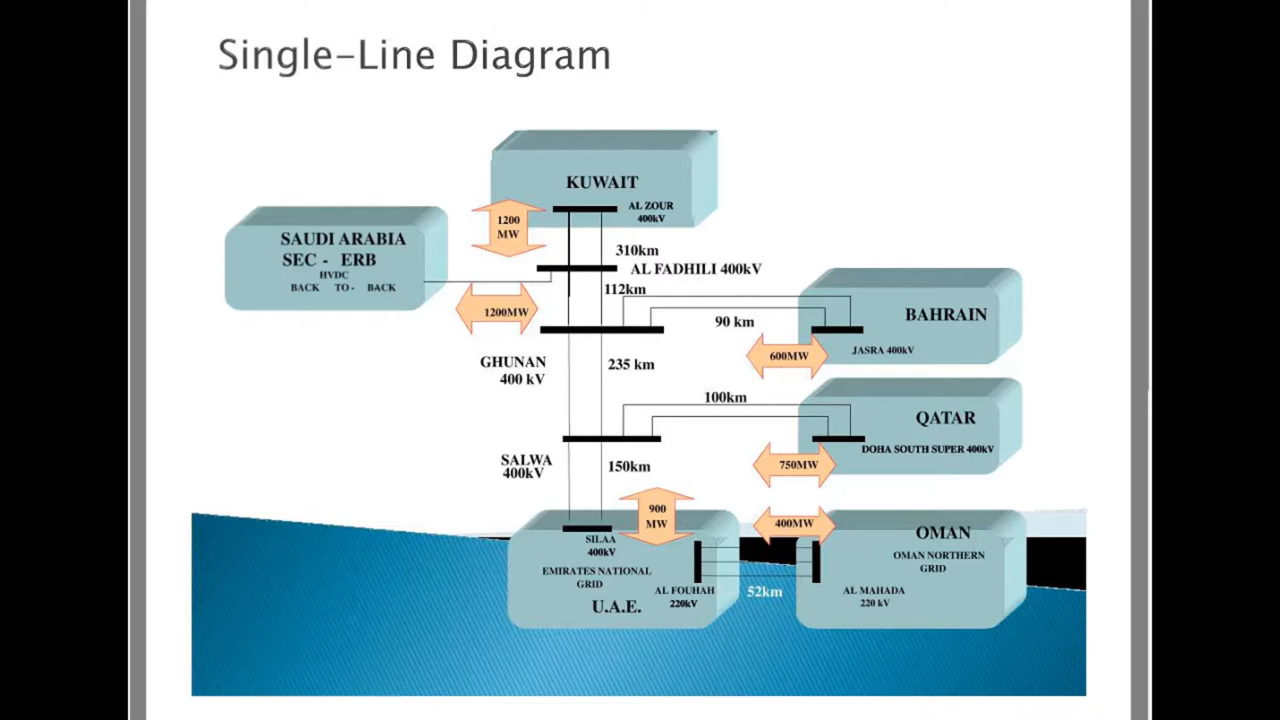 Single-Line Diagram
KUWAIT
AL ZOUR
400kV
1200
MW
SAUDI ARABIA
SEC - ERB
HVDC
BACK TO - BACK
310km
AL FADHILI 400kV
112km
1200MW
90 km
BAHRAIN
JASRA 400kV
600MW
GHUNAN
400 kV
235 km
100km
QATAR
DOHA SOUTH SUPER 400kV
750MW
SALWA
400kV
150km
900
MW
400MW
SILAA
400kV
EMIRATES NATIONAL
GRID
U.A.E.
AL FOUHAH
220kV
52km
OMAN
OMAN NORTHERN
GRID
AL MAHADA
220 kV